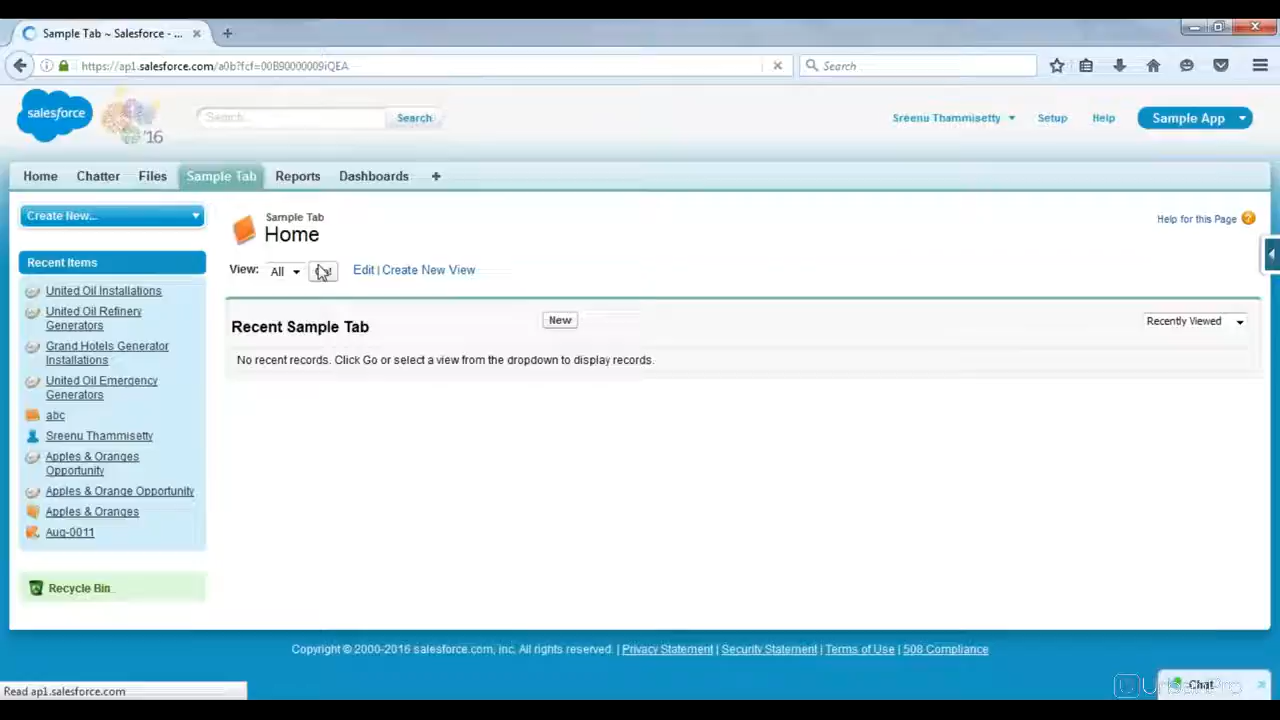 Sample Tab ~ Salesforce - ...
https://ap1.salesforce.com/a0b?fcf=00B90000009iQEA
Search
salesforce
'16
Search...
Search
Sreenu Thammisetty
Setup
Help
Sample App
Home
Chatter
Files
Sample Tab
Reports
Dashboards
+
Create New...
Recent Items
United Oil Installations
United Oil Refinery
Generators
Grand Hotels Generator
Installations
United Oil Emergency
Generators
abc
Sreenu Thammisetty
Apples & Oranges
Opportunity
Apples & Orange Opportunity
Apples & Oranges
Aug-0011
Recycle Bin
Sample Tab
Home
Help for this Page
View: All
Edit | Create New View
Recent Sample Tab
New
Recently Viewed
No recent records. Click Go or select a view from the dropdown to display records.
Copyright © 2000-2016 salesforce.com, inc. All rights reserved. | Privacy Statement | Security Statement | Terms of Use | 508 Compliance
Read ap1.salesforce.com
Chat